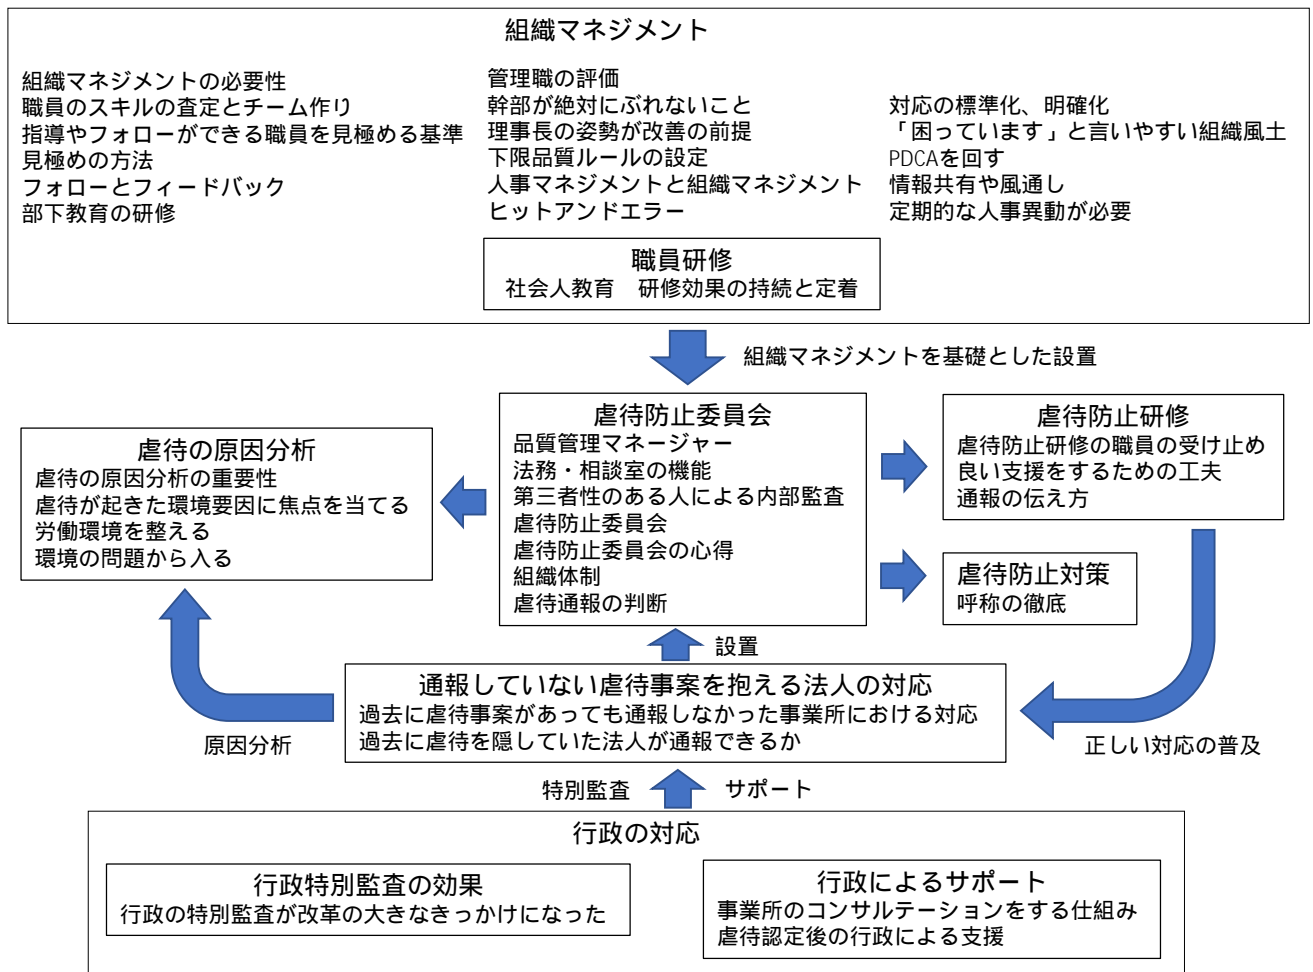 組織マネジメント
組織マネジメントの必要性
職員のスキルの査定とチーム作り
指導やフォローができる職員を見極める基準
見極めの方法
フォローとフィードバック
部下教育の研修
管理職の評価
幹部が絶対にぶれないこと
理事長の姿勢が改善の前提
下限品質ルールの設定
人事マネジメントと組織マネジメント
ヒットアンドエラー
対応の標準化、明確化
「困っています」と言いやすい組織風土
PDCAを回す
情報共有や風通し
定期的な人事異動が必要
職員研修
社会人教育　研修効果の持続と定着
組織マネジメントを基礎とした設置
虐待の原因分析
虐待の原因分析の重要性
虐待が起きた環境要因に焦点を当てる
労働環境を整える
環境の問題から入る
虐待防止委員会
品質管理マネージャー
法務・相談室の機能
第三者性のある人による内部監査
虐待防止委員会
虐待防止委員会の心得
組織体制
虐待通報の判断
虐待防止研修
虐待防止研修の職員の受け止め
良い支援をするための工夫
通報の伝え方
虐待防止対策
呼称の徹底
設置
通報していない虐待事案を抱える法人の対応
過去に虐待事案があっても通報しなかった事業所における対応
過去に虐待を隠していた法人が通報できるか
原因分析
正しい対応の普及
特別監査
サポート
行政の対応
行政特別監査の効果
行政の特別監査が改革の大きなきっかけになった
行政によるサポート
事業所のコンサルテーションをする仕組み
虐待認定後の行政による支援